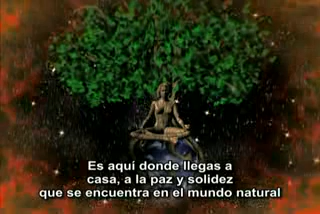 Es aquí donde llegas a
casa, a la paz y solidez
que se encuentra en el mundo natural